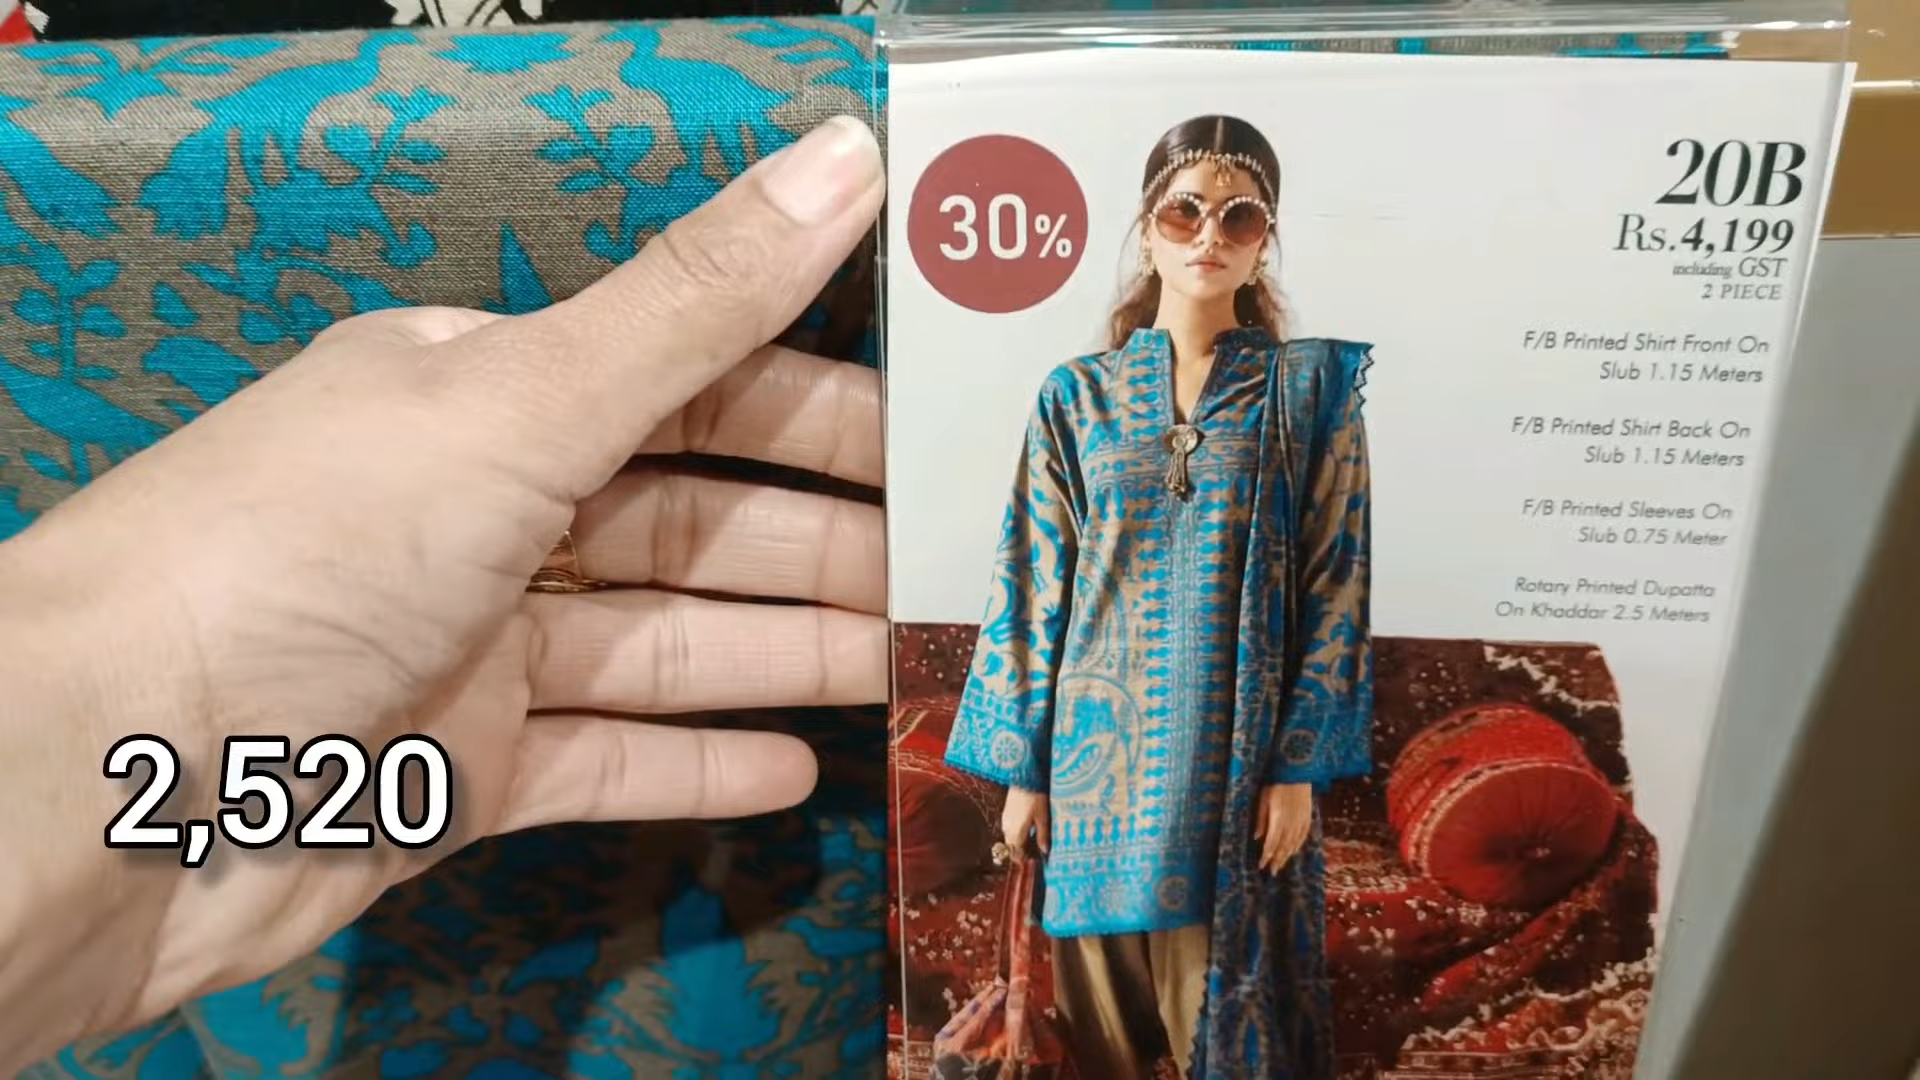 30%
20B
Rs.4,199
including GST
2 PIECE
F/B Printed Shirt Front On
Slub 1.15 Meters
F/B Printed Shirt Back On
Slub 1.15 Meters
F/B Printed Sleeves On
Slub 0.75 Meter
Rotary Printed Dupatta
On Khaddar 2.5 Meters
2,520